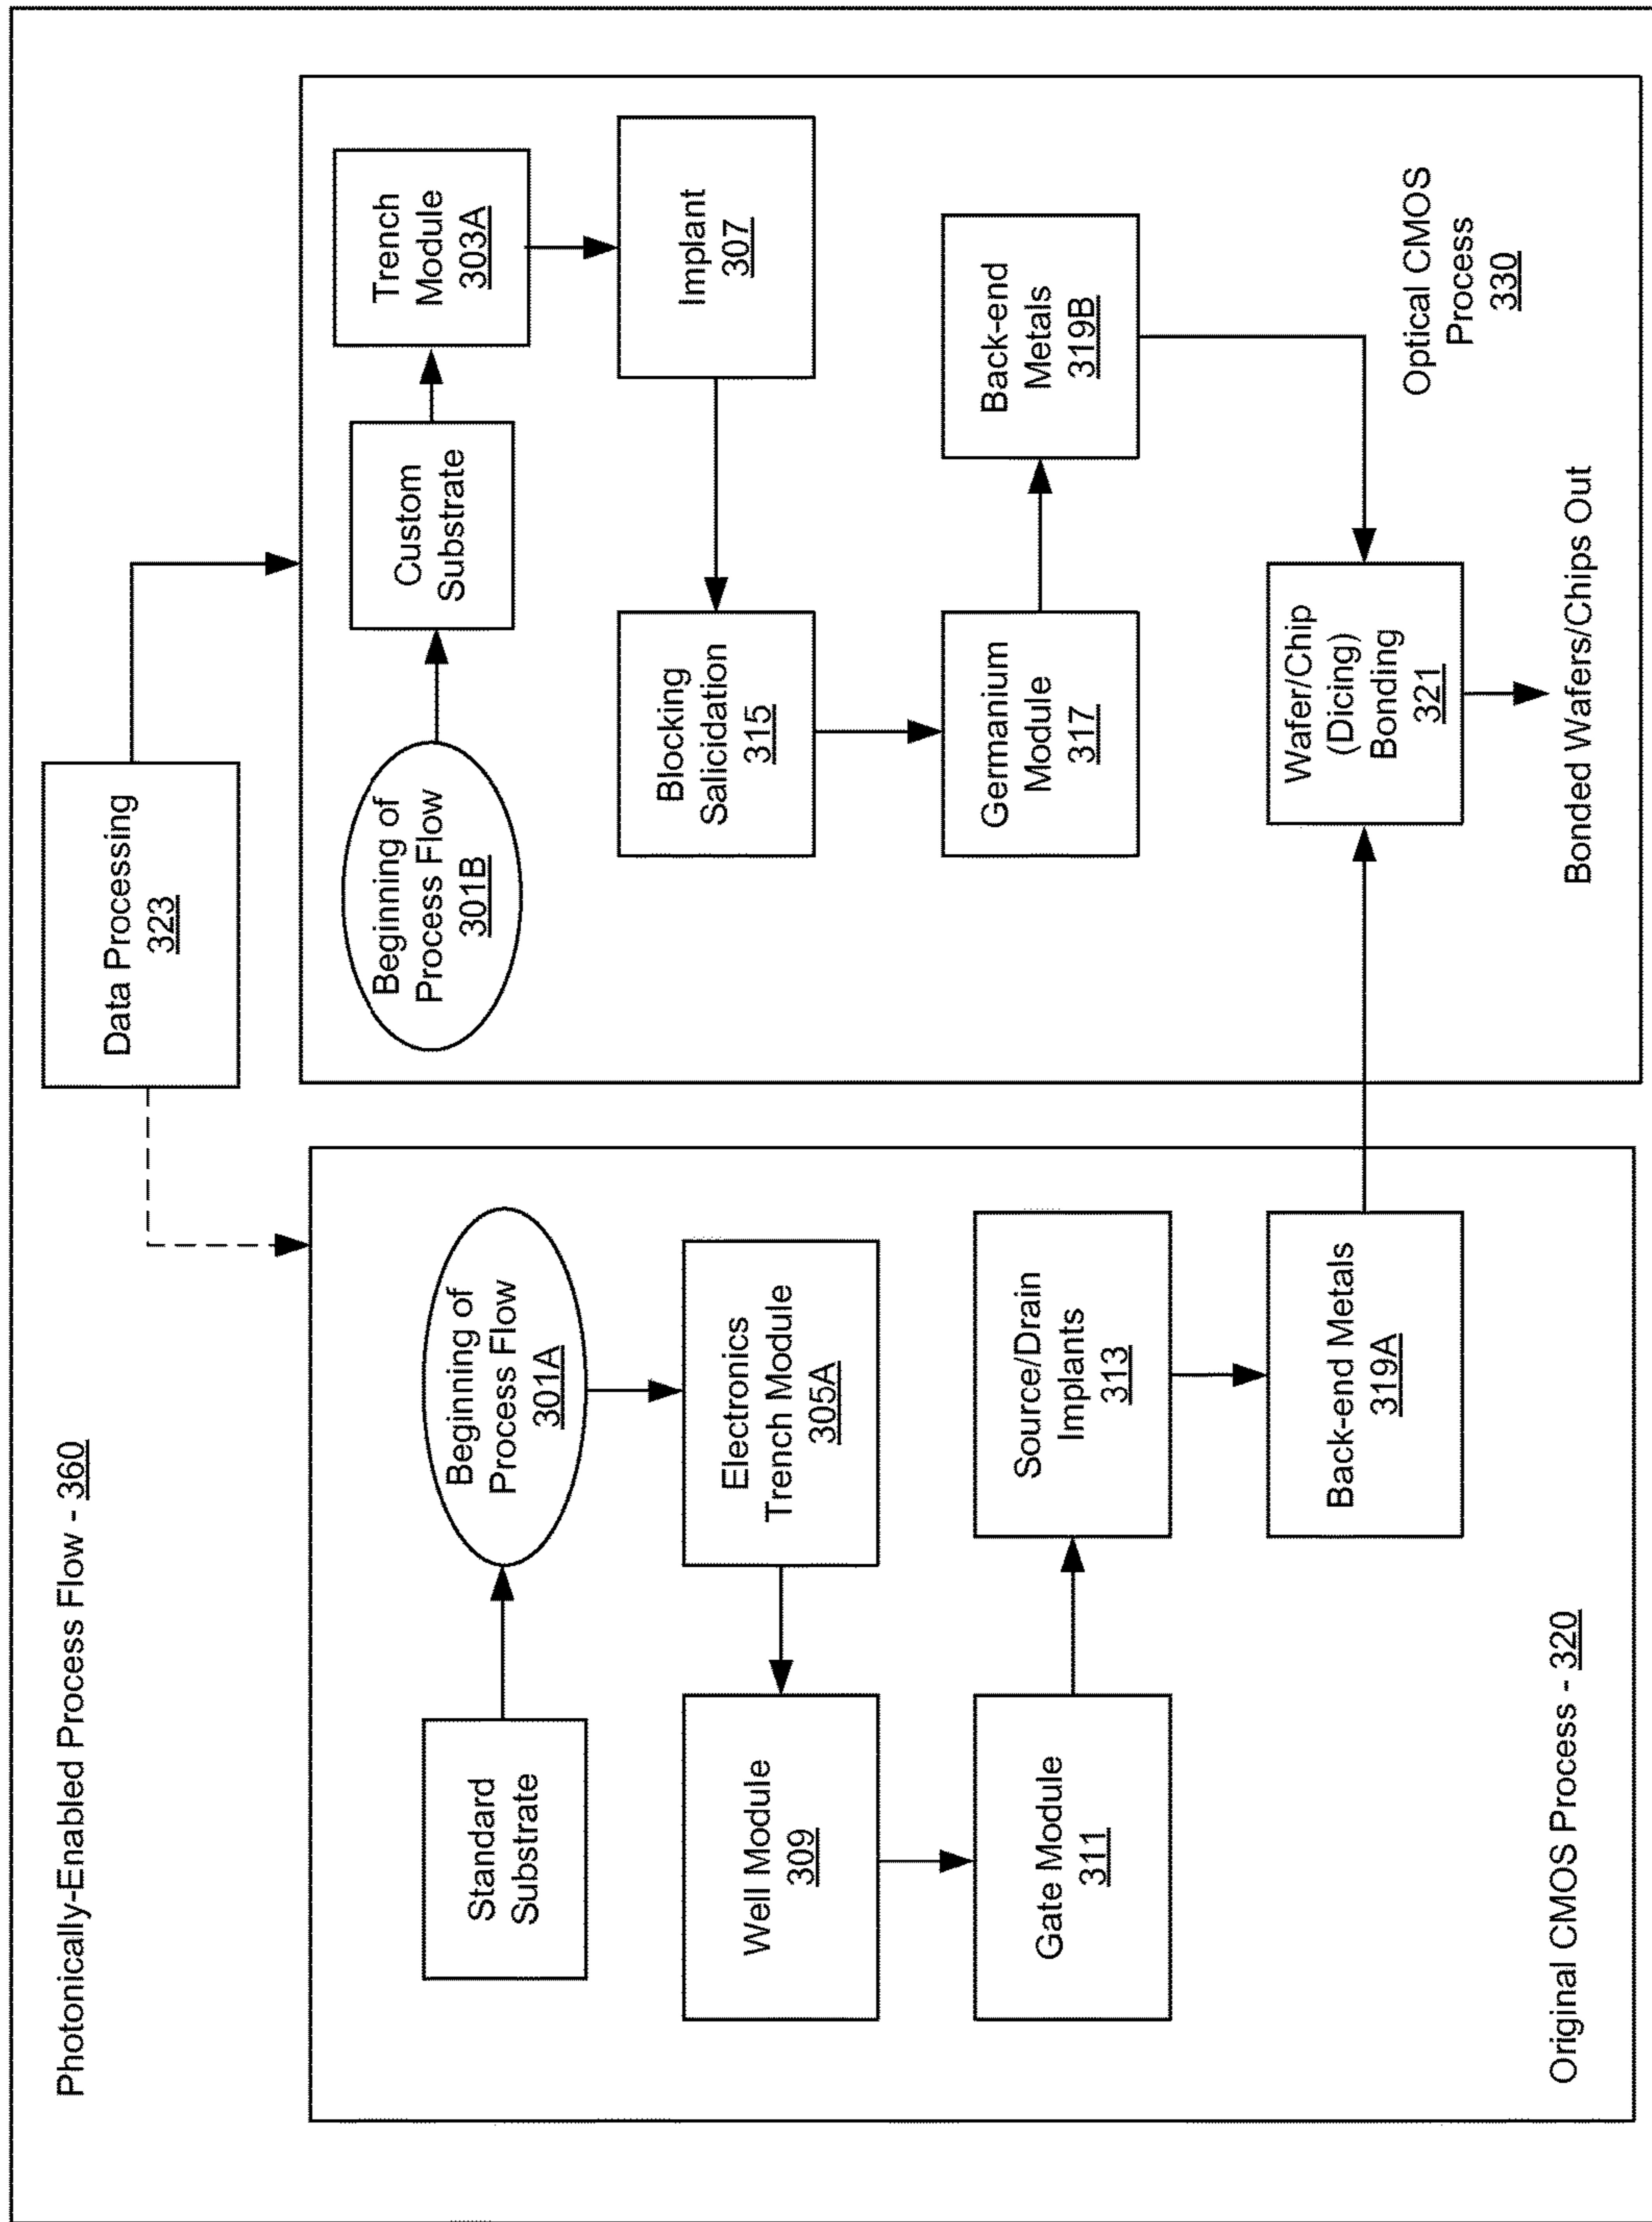 Photonically-Enabled Process Flow - 360
Data Processing
323
Standard
Substrate
Beginning of
Process Flow
301A
Electronics
Trench Module
305A
Well Module
309
Gate Module
311
Source/Drain
Implants
313
Back-end Metals
319A
Original CMOS Process - 320
Beginning of
Process Flow
301B
Custom
Substrate
Trench
Module
303A
Implant
307
Blocking
Salicidation
315
Germanium
Module
317
Back-end
Metals
319B
Wafer/Chip
(Dicing)
Bonding
321
Optical CMOS
Process
330
Bonded Wafers/Chips Out